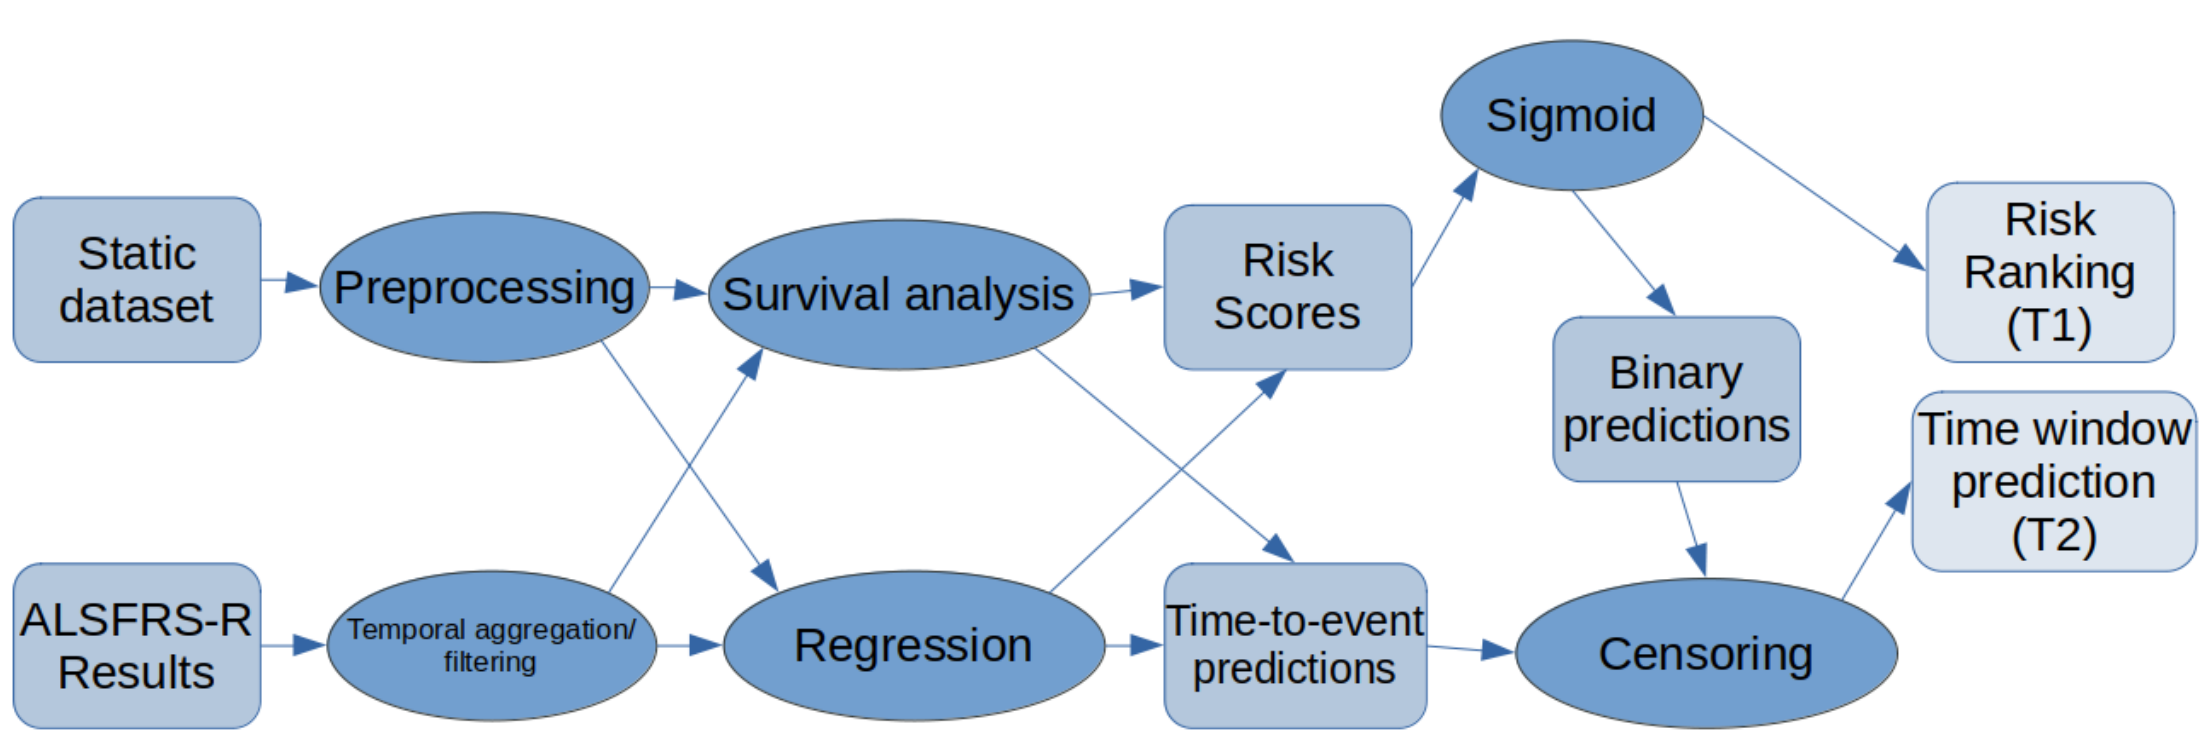 Static
dataset
Preprocessing
Survival analysis
Risk
Scores
Sigmoid
Risk
Ranking
(T1)
Binary
predictions
Time window
prediction
(T2)
ALSFRS-R
Results
Temporal aggregation/
filtering
Regression
Time-to-event
predictions
Censoring